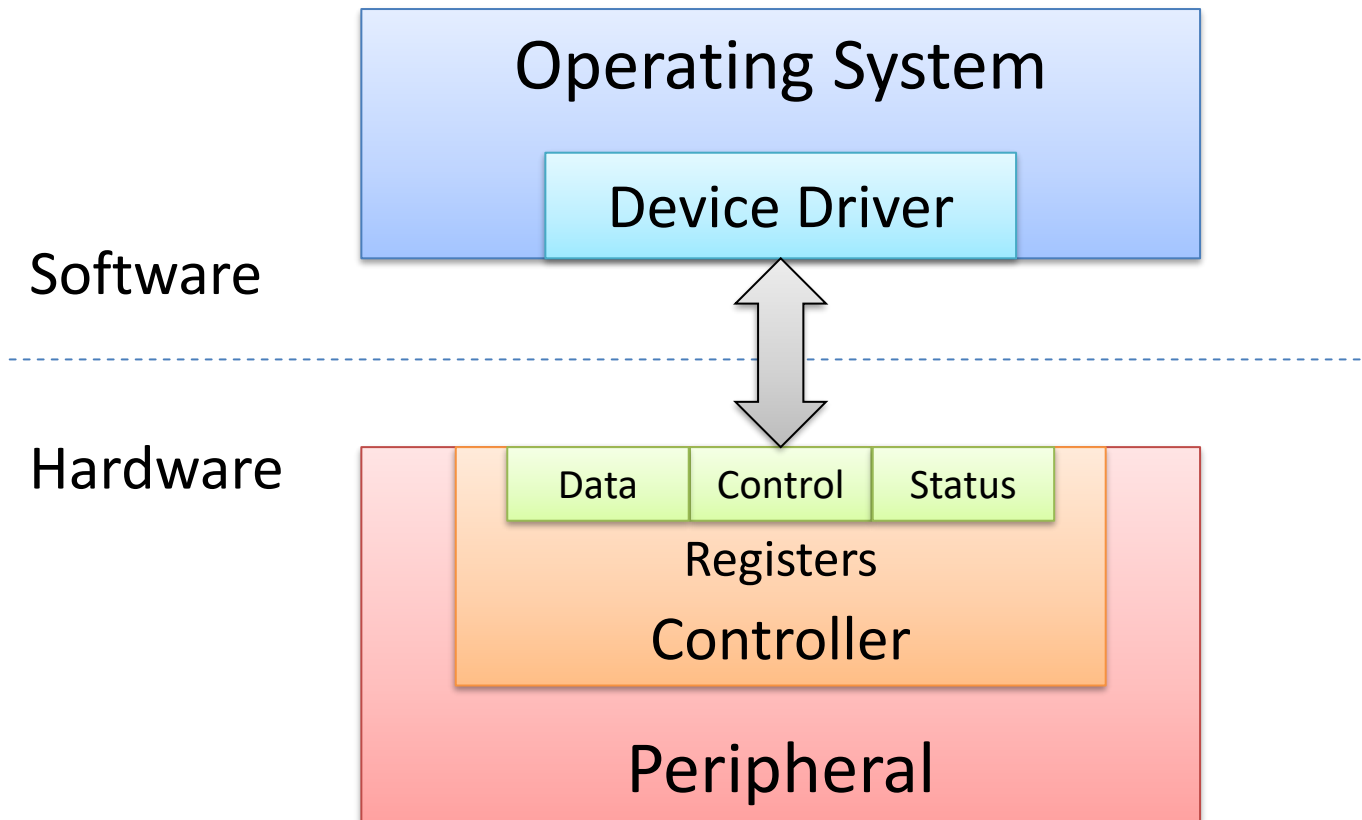 Operating System
Device Driver
Software
Hardware
Data Control Status
Registers
Controller
Peripheral